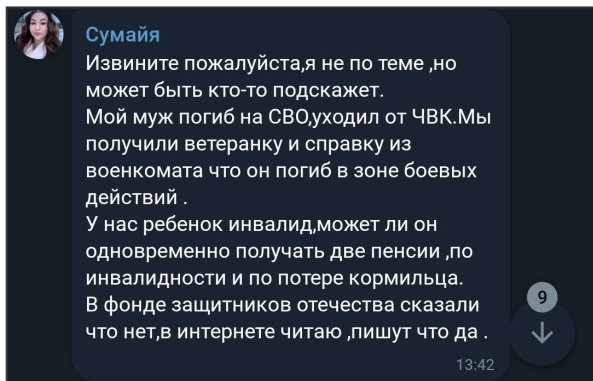 Сумайя
Извините пожалуйста,я не по теме ,но
может быть кто-то подскажет.
Мой муж погиб на СВО,уходил от ЧВК.Мы
получили ветеранку и справку из
военкомата что он погиб в зоне боевых
действий .
У нас ребенок инвалид,может ли он
одновременно получать две пенсии ,по
инвалидности и по потере кормильца.
В фонде защитников отечества сказали
что нет,в интернете читаю ,пишут что да .
9
13:42